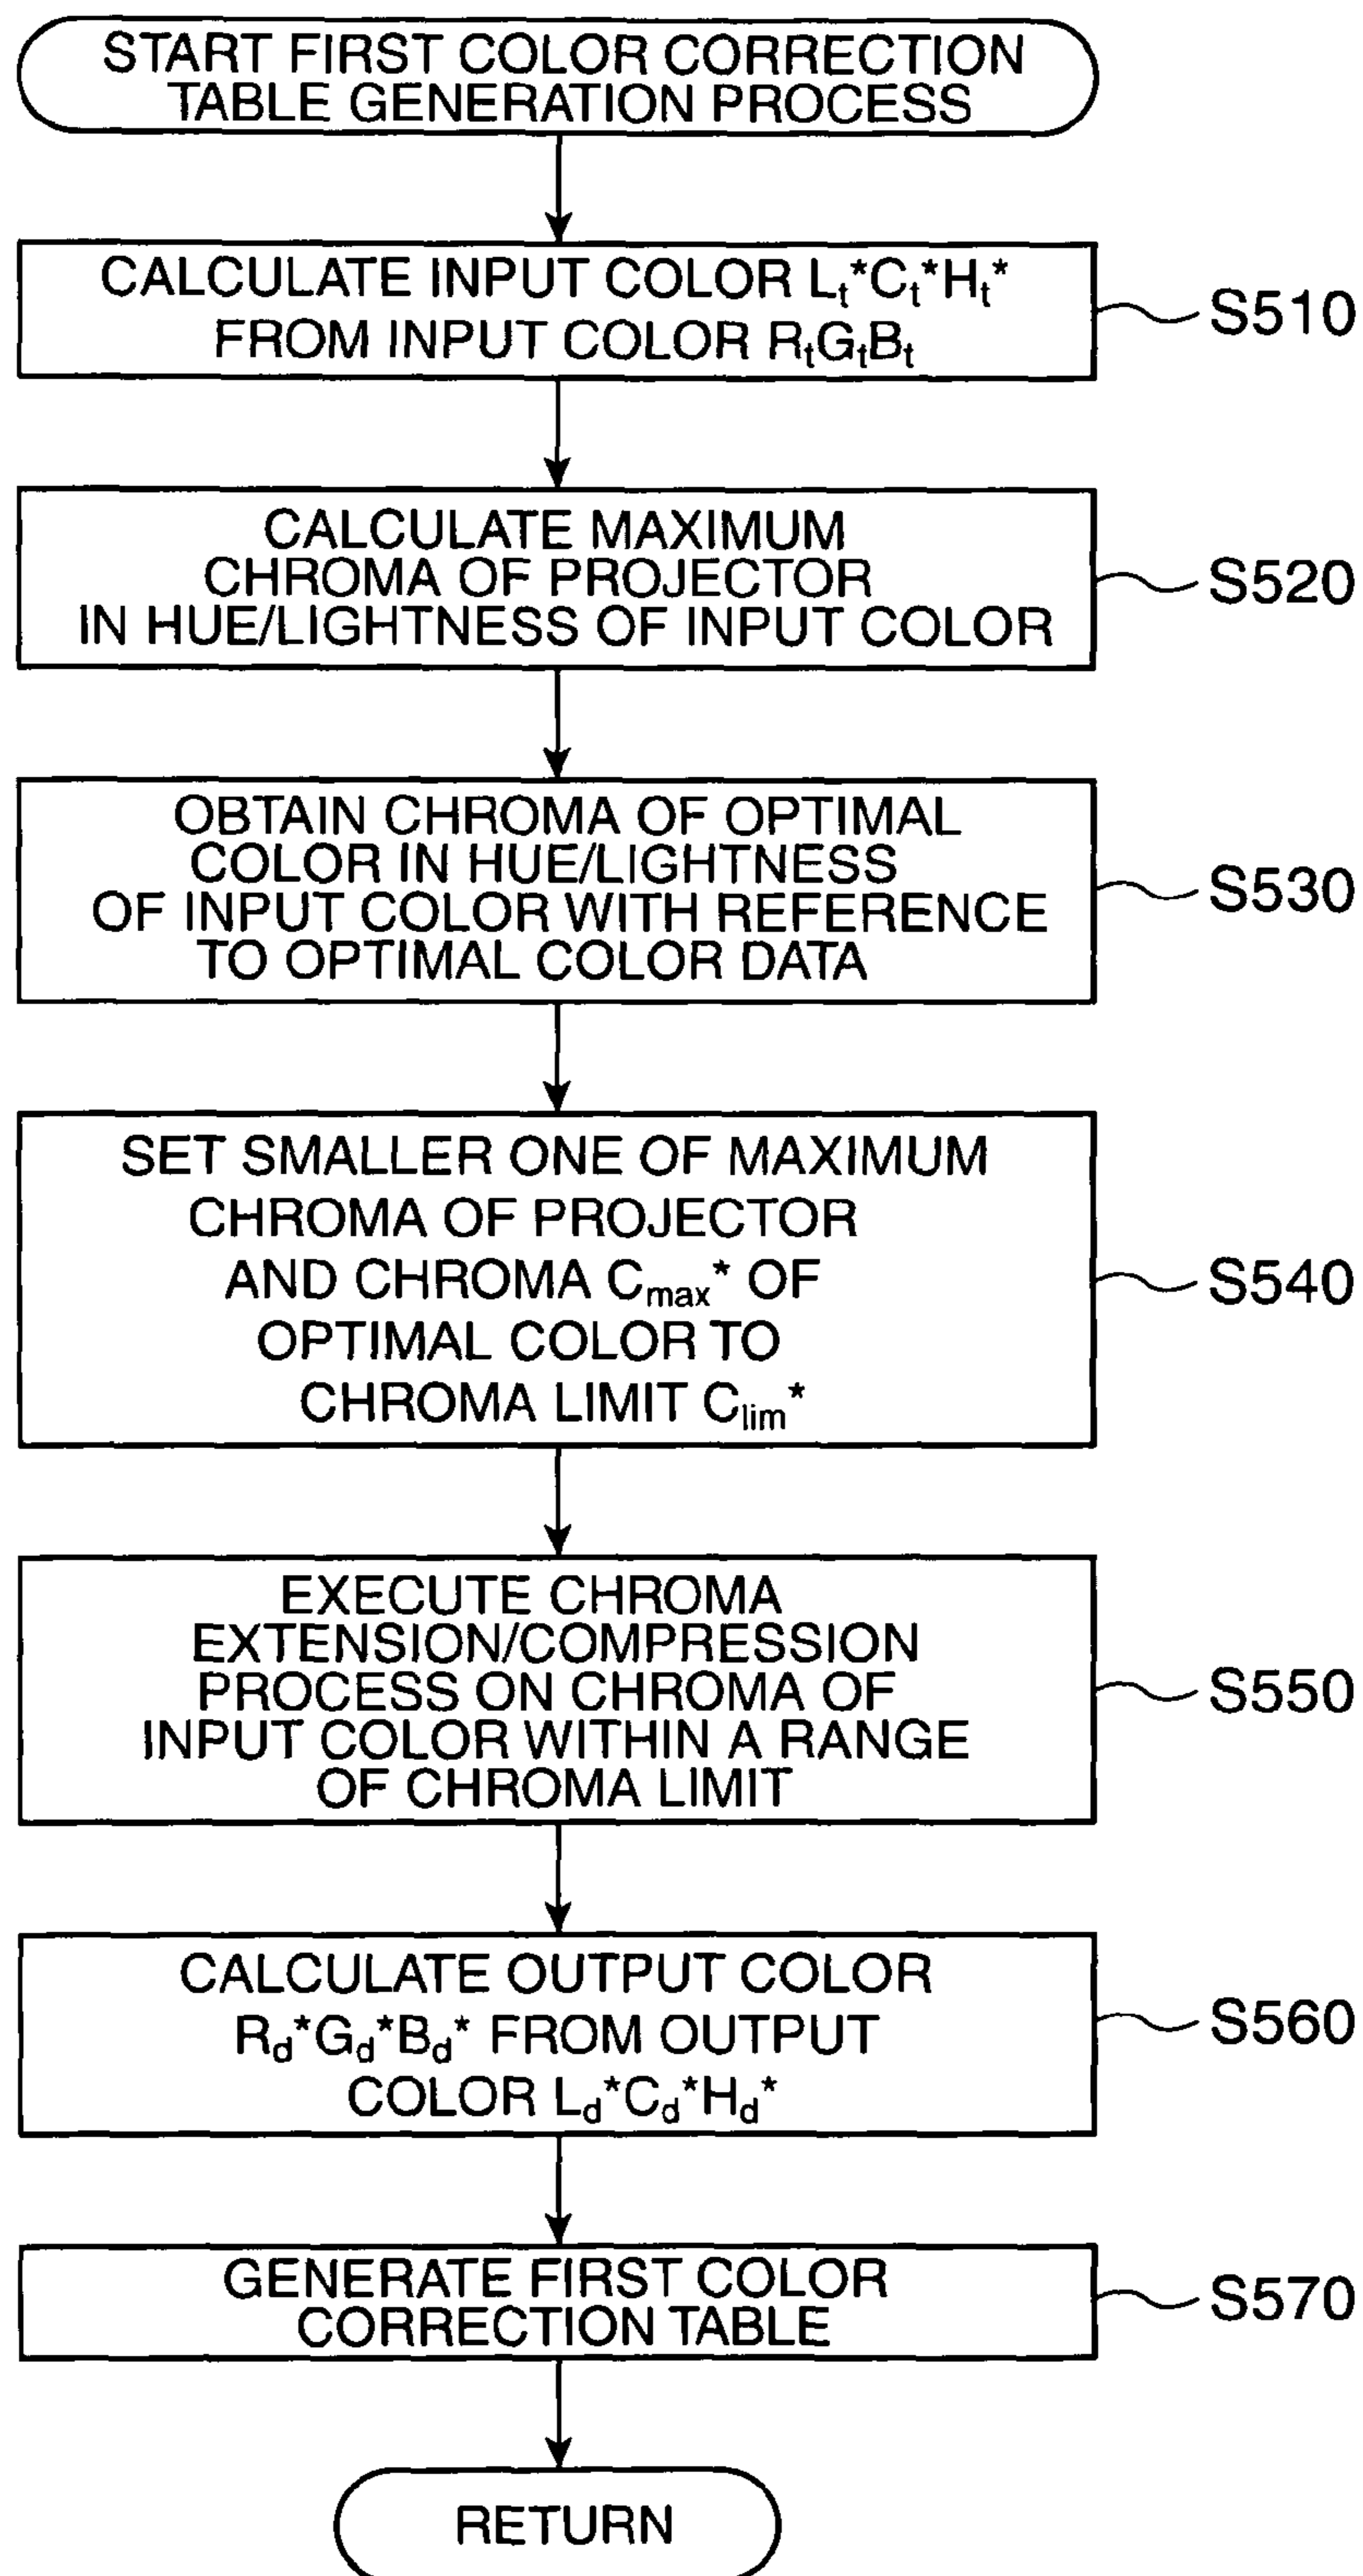 START FIRST COLOR CORRECTION
TABLE GENERATION PROCESS
CALCULATE INPUT COLOR Lt*Ct*Ht*
FROM INPUT COLOR RtGtBt
S510
CALCULATE MAXIMUM
CHROMA OF PROJECTOR
IN HUE/LIGHTNESS OF INPUT COLOR
S520
OBTAIN CHROMA OF OPTIMAL
COLOR IN HUE/LIGHTNESS
OF INPUT COLOR WITH REFERENCE
TO OPTIMAL COLOR DATA
S530
SET SMALLER ONE OF MAXIMUM
CHROMA OF PROJECTOR
AND CHROMA Cmax* OF
OPTIMAL COLOR TO
CHROMA LIMIT Clim*
S540
EXECUTE CHROMA
EXTENSION/COMPRESSION
PROCESS ON CHROMA OF
INPUT COLOR WITHIN A RANGE
OF CHROMA LIMIT
S550
CALCULATE OUTPUT COLOR
Rd*Gd*Bd* FROM OUTPUT
COLOR Ld*Cd*Hd*
S560
GENERATE FIRST COLOR
CORRECTION TABLE
S570
RETURN